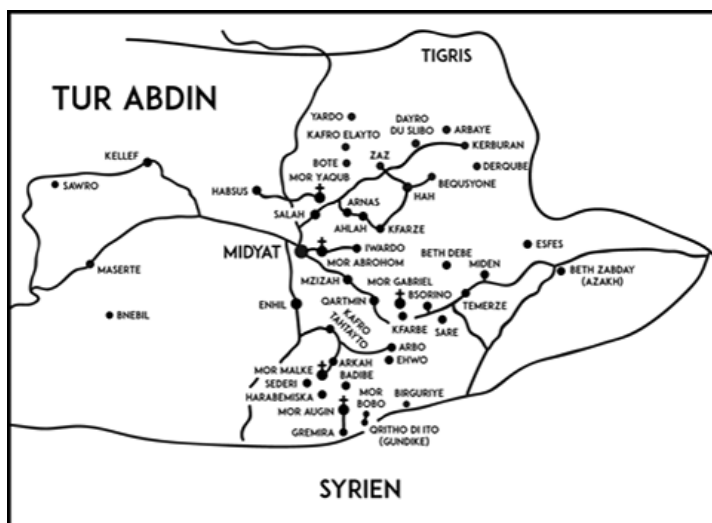 TIGRIS
TUR ABDIN
YARDO
DAYRO
DU SLIBO
ARBAYE
KAFRO ELAYTO
KERBURAN
KELLEF
BOTE
ZAZ
DERQUBE
MOR YAQUB
SAWRO
HABSUS
BEQUSYONE
HAH
ARNAS
SALAH
AHLAH
KFARZE
MIDYAT
IWARDO
ESFES
MOR ABROHOM
BETH DEBE
MIDEN
MASERTE
MZIZAH
MOR GABRIEL
BETH ZABDAY
(AZAKH)
BSORINO
ENHIL
QARTMIN
TEMERZE
BNEBIL
KAFRO
TAHTAYTO
KFARBE
SARE
ARBO
MOR MALKE
ARKAH
EHWO
SEDERI
BADIBE
HARABEMISKA
MOR
BOBO
BIRGURIYE
MOR AUGIN
GREMIRA
QRITHO DI ITO
(GUNDIKE)
SYRIEN